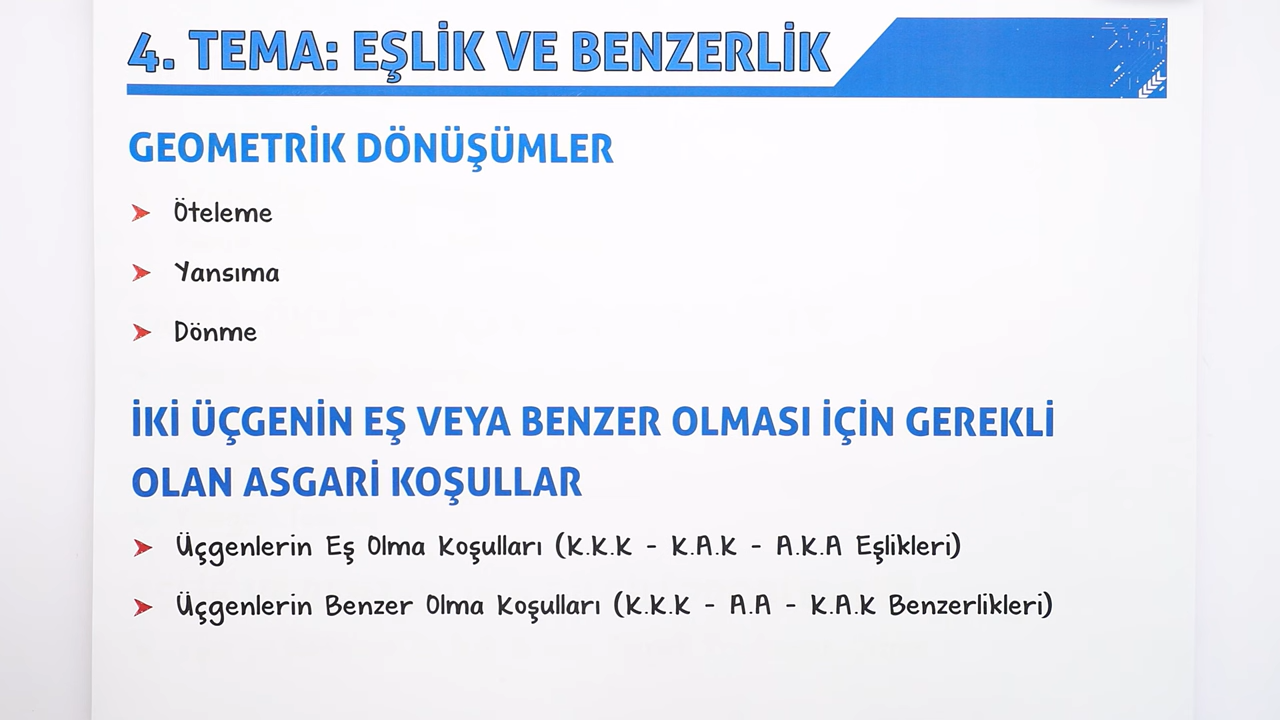 4. TEMA: EŞLİK VE BENZERLİK
GEOMETRİK DÖNÜŞÜMLER
Öteleme
Yansıma
Dönme
İKİ ÜÇGENİN EŞ VEYA BENZER OLMASI İÇİN GEREKLİ
OLAN ASGARİ KOŞULLAR
Üçgenlerin Eş Olma Koşulları (K.K.K - K.A.K - A.K.A Eşlikleri)
Üçgenlerin Benzer Olma Koşulları (K.K.K - A.A - K.A.K Benzerlikleri)